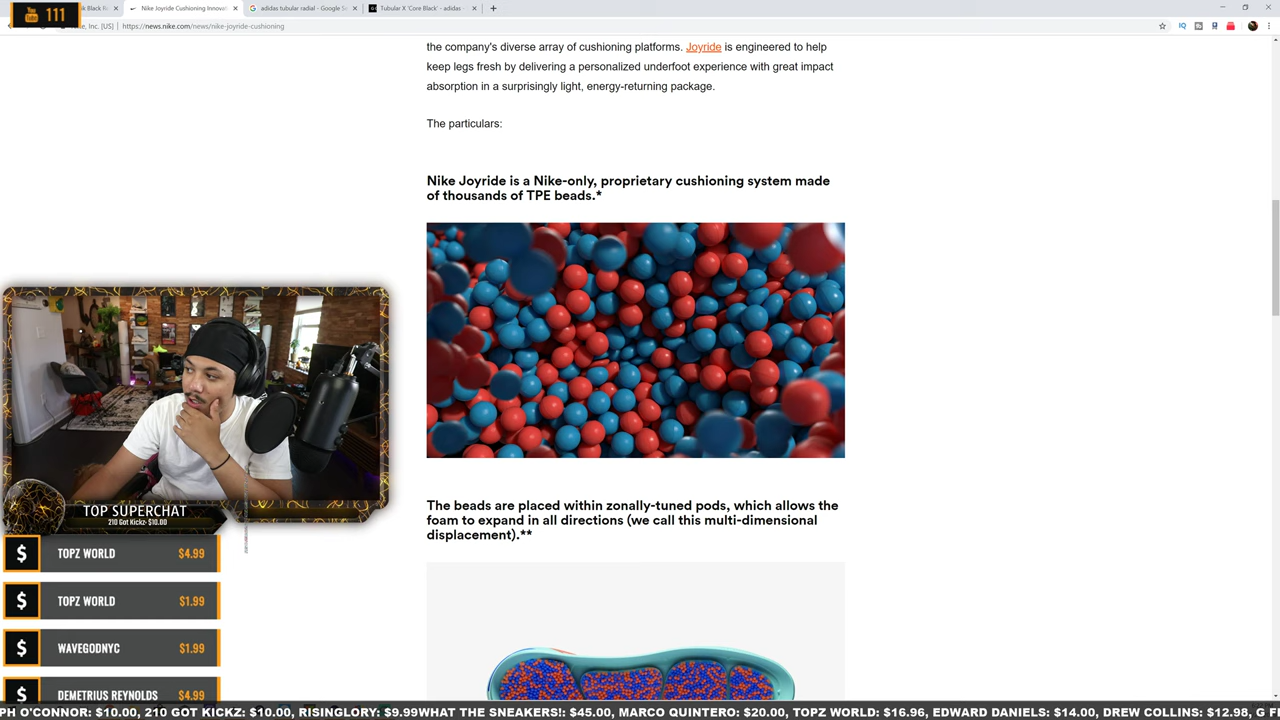 111
k Black Re
Nike Joyride Cushioning Innovat
adidas tubular radial - Google Se
Tubular X 'Core Black' - adidas -
e, Inc. [US] | https://news.nike.com/news/nike-joyride-cushioning
the company's diverse array of cushioning platforms. Joyride is engineered to help
keep legs fresh by delivering a personalized underfoot experience with great impact
absorption in a surprisingly light, energy-returning package.
The particulars:
Nike Joyride is a Nike-only, proprietary cushioning system made
of thousands of TPE beads.*
The beads are placed within zonally-tuned pods, which allows the
foam to expand in all directions (we call this multi-dimensional
displacement).**
TOP SUPERCHAT
210 Got Kickz- $10.00
$ TOPZ WORLD $4.99
$ TOPZ WORLD $1.99
$ WAVEGODNYC $1.99
$ DEMETRIUS REYNOLDS $4.99
PH O'CONNOR: $10.00, 210 GOT KICKZ: $10.00, RISINGLORY: $9.99WHAT THE SNEAKERS!: $45.00, MARCO QUINTERO: $20.00, TOPZ WORLD: $16.96, EDWARD DANIELS: $14.00, DREW COLLINS: $12.98, G F